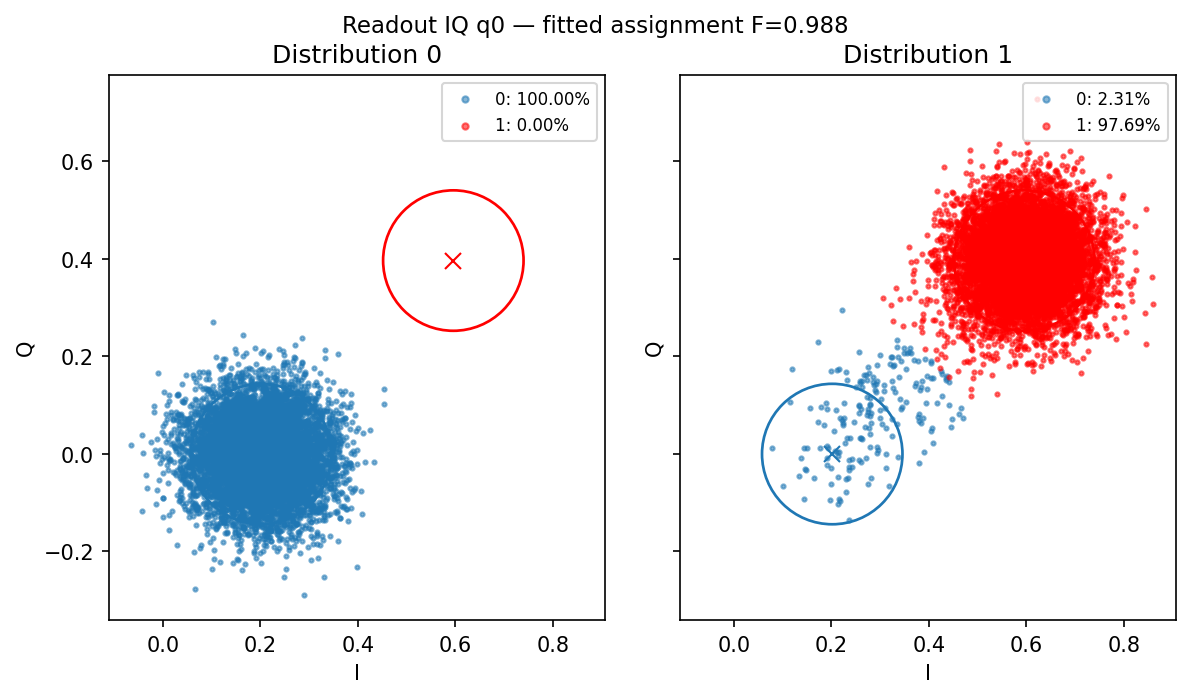 Readout IQ q0 — fitted assignment F=0.988
Distribution 0
Distribution 1
0: 100.00%
1: 0.00%
0: 2.31%
1: 97.69%
Q
0.6
0.4
0.2
0.0
−0.2
0.0 0.2 0.4 0.6 0.8
I
Q
0.0 0.2 0.4 0.6 0.8
I